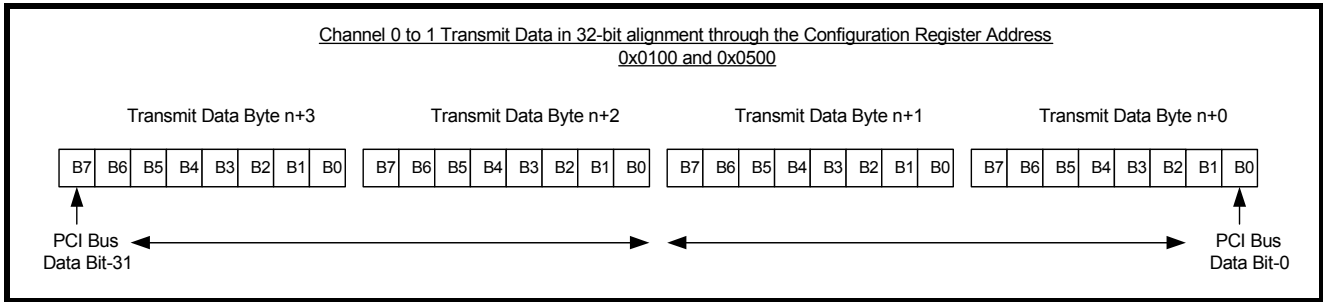 Channel 0 to 1 Transmit Data in 32-bit alignment through the Configuration Register Address
0x0100 and 0x0500
Transmit Data Byte n+3 Transmit Data Byte n+2 Transmit Data Byte n+1 Transmit Data Byte n+0
B7 B6 B5 B4 B3 B2 B1 B0 B7 B6 B5 B4 B3 B2 B1 B0 B7 B6 B5 B4 B3 B2 B1 B0 B7 B6 B5 B4 B3 B2 B1 B0
PCI Bus
Data Bit-31
PCI Bus
Data Bit-0